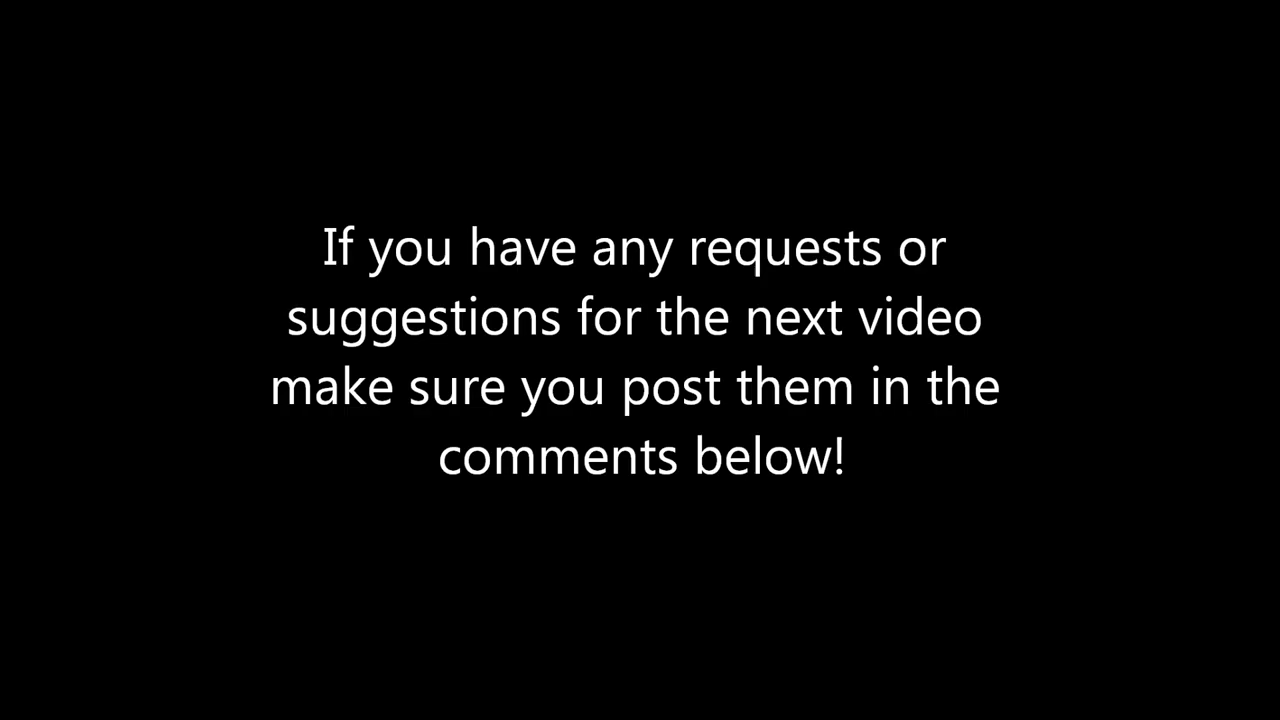 If you have any requests or
suggestions for the next video
make sure you post them in the
comments below!